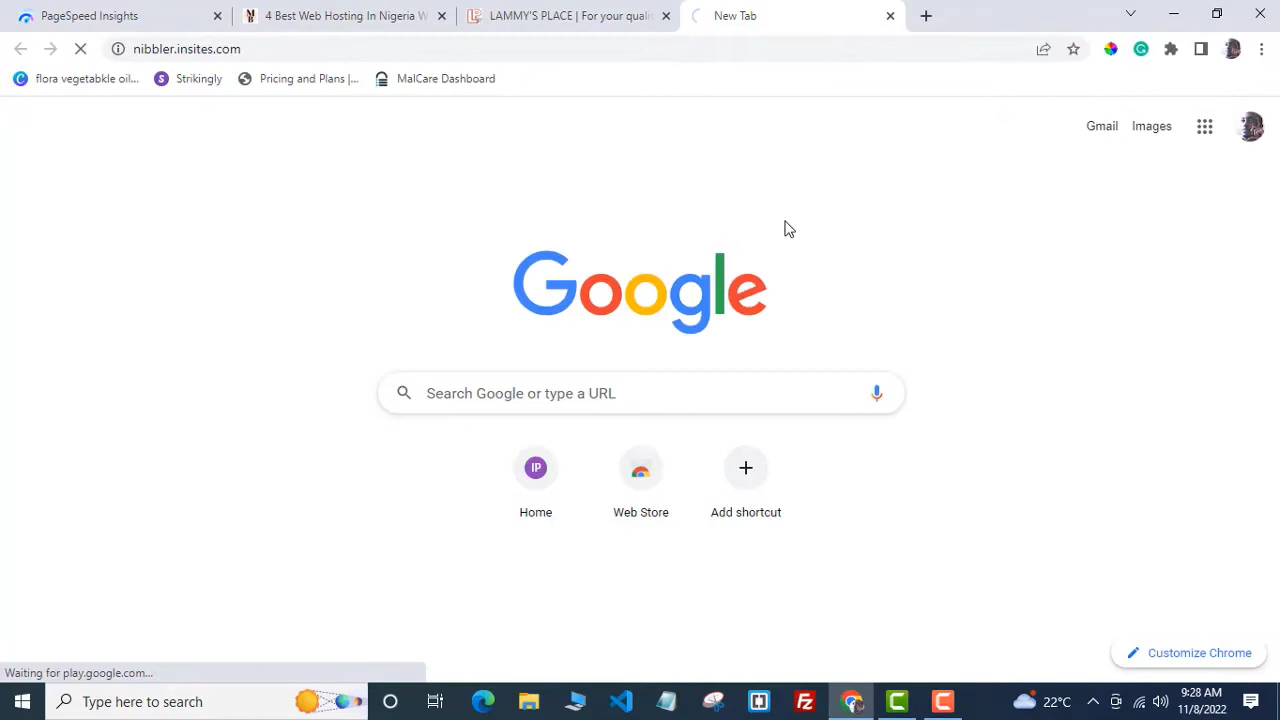 PageSpeed Insights
4 Best Web Hosting In Nigeria W
LAMMY'S PLACE | For your quali
New Tab
nibbler.insites.com
flora vegetabkle oil...
Strikingly
Pricing and Plans |...
MalCare Dashboard
Gmail
Images
Google
Search Google or type a URL
IP
Home
Web Store
Add shortcut
Customize Chrome
Waiting for play.google.com...
Type here to search
22°C
9:28 AM
11/8/2022